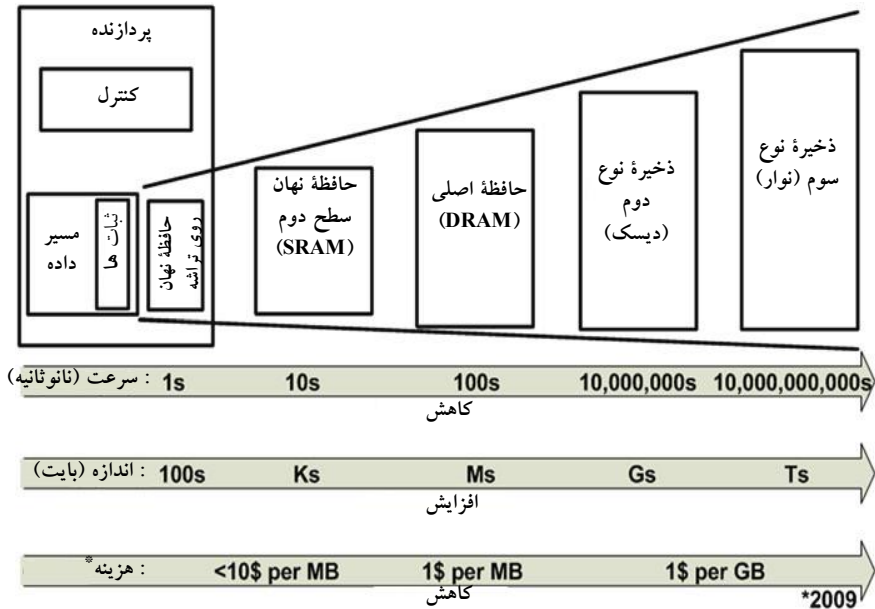 پردازنده
کنترل
مسیر
داده
ثبات ها
حافظهٔ نهان
روی تراشه
حافظهٔ نهان
سطح دوم
(SRAM)
حافظهٔ اصلی
(DRAM)
ذخیرهٔ نوع
دوم
(دیسک)
ذخیرهٔ نوع
سوم (نوار)
سرعت (نانوثانیه) : 1s 10s 100s 10,000,000s 10,000,000,000s
کاهش
اندازه (بایت) : 100s Ks Ms Gs Ts
افزایش
هزینه* : <10$ per MB 1$ per MB 1$ per GB
کاهش
*2009